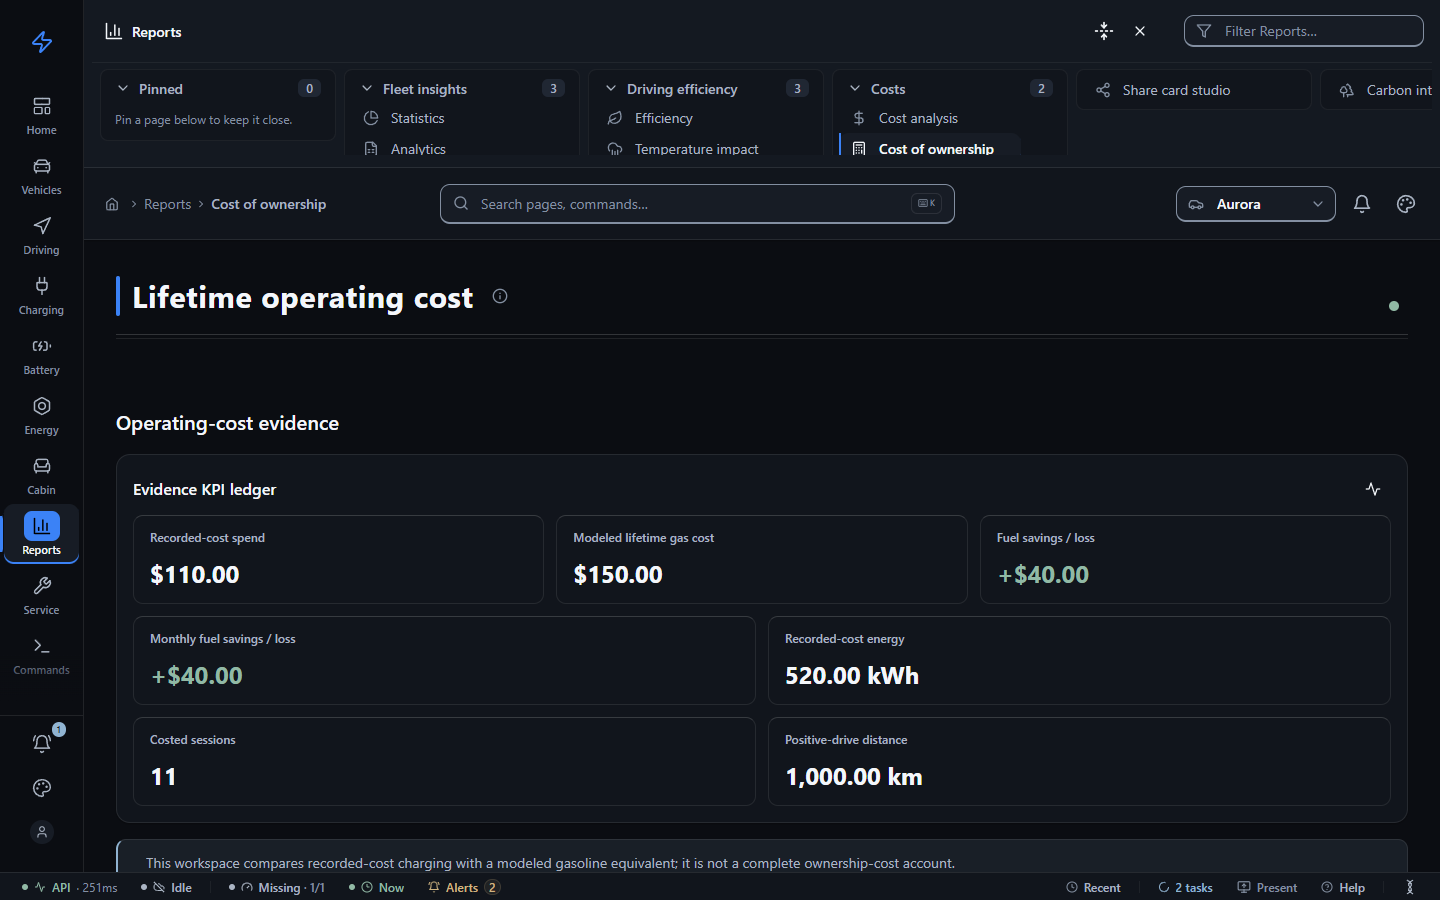 Reports
Filter Reports...
Pinned 0
Pin a page below to keep it close.
Fleet insights 3
Statistics
Analytics
Driving efficiency 3
Efficiency
Temperature impact
Costs 2
Cost analysis
Cost of ownership
Share card studio
Carbon int
Home
Vehicles
Driving
Charging
Battery
Energy
Cabin
Reports
Service
Commands
1
Reports
Cost of ownership
Search pages, commands...
K
Aurora
Lifetime operating cost
Operating-cost evidence
Evidence KPI ledger
Recorded-cost spend
$110.00
Modeled lifetime gas cost
$150.00
Fuel savings / loss
+$40.00
Monthly fuel savings / loss
+$40.00
Recorded-cost energy
520.00 kWh
Costed sessions
11
Positive-drive distance
1,000.00 km
This workspace compares recorded-cost charging with a modeled gasoline equivalent; it is not a complete ownership-cost account.
API · 251ms
Idle
Missing · 1/1
Now
Alerts 2
Recent
2 tasks
Present
Help